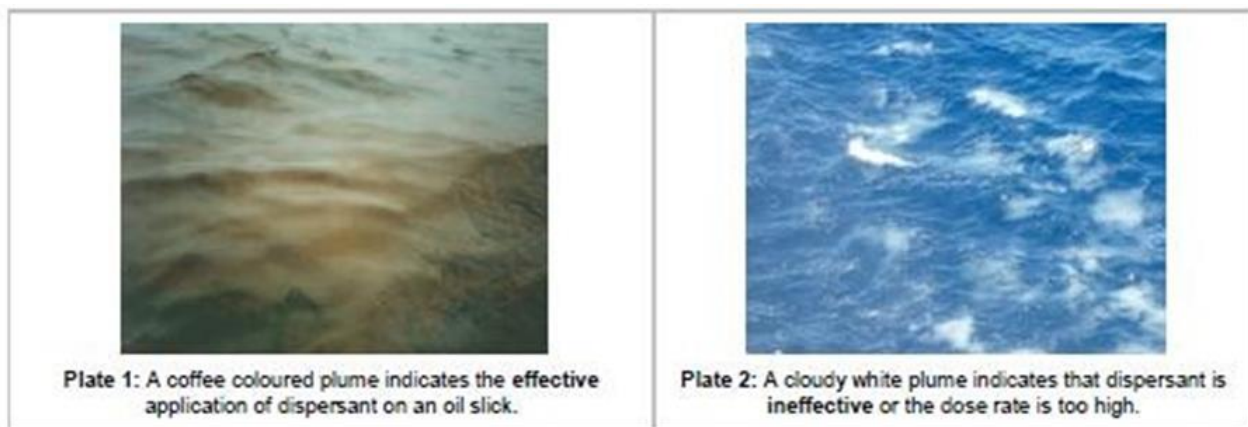 Plate 1: A coffee coloured plume indicates the effective
application of dispersant on an oil slick.
Plate 2: A cloudy white plume indicates that dispersant is
ineffective or the dose rate is too high.